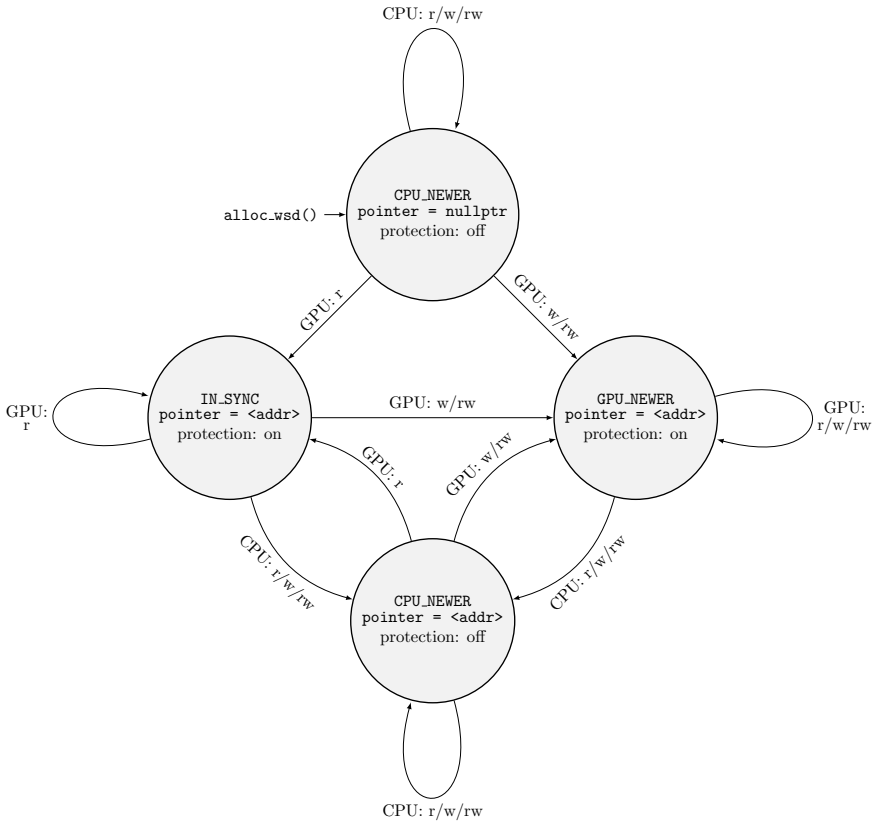 CPU: r/w/rw
CPU_NEWER
pointer = nullptr
protection: off
alloc_wsd()
GPU: r
GPU: w/rw
IN_SYNC
pointer = <addr>
protection: on
GPU:
r
GPU: w/rw
GPU_NEWER
pointer = <addr>
protection: on
GPU:
r/w/rw
GPU: r
GPU: w/rw
CPU: r/w/rw
CPU: r/w/rw
CPU_NEWER
pointer = <addr>
protection: off
CPU: r/w/rw